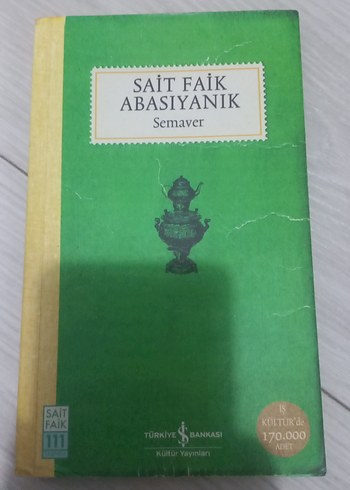 SAİT FAİK
ABASIYANIK
Semaver
SAİT
FAİK
111
İŞ
KÜLTÜR'de
170.000
ADET
TÜRKİYE İŞ BANKASI
Kültür Yayınları